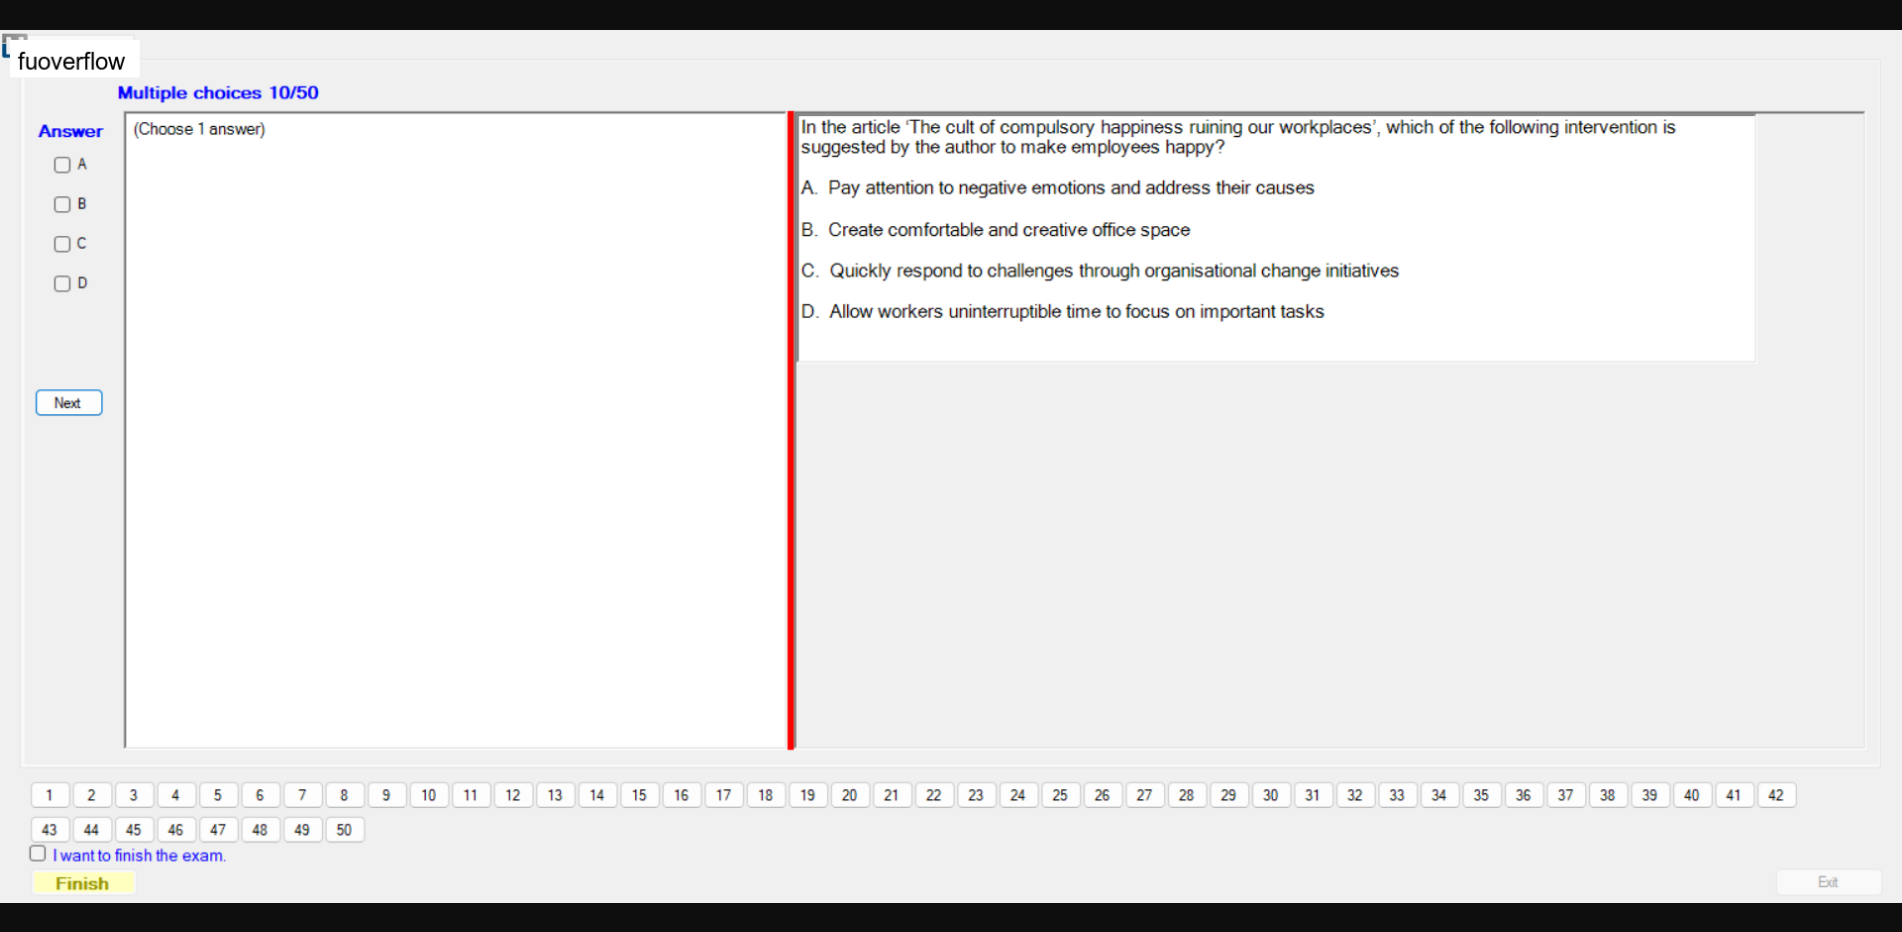 fuoverflow
Multiple choices 10/50
Answer
(Choose 1 answer)
A
B
C
D
Next
In the article ‘The cult of compulsory happiness ruining our workplaces’, which of the following intervention is
suggested by the author to make employees happy?
A. Pay attention to negative emotions and address their causes
B. Create comfortable and creative office space
C. Quickly respond to challenges through organisational change initiatives
D. Allow workers uninterruptible time to focus on important tasks
1 2 3 4 5 6 7 8 9 10 11 12 13 14 15 16 17 18 19 20 21 22 23 24 25 26 27 28 29 30 31 32 33 34 35 36 37 38 39 40 41 42
43 44 45 46 47 48 49 50
I want to finish the exam.
Finish
Exit